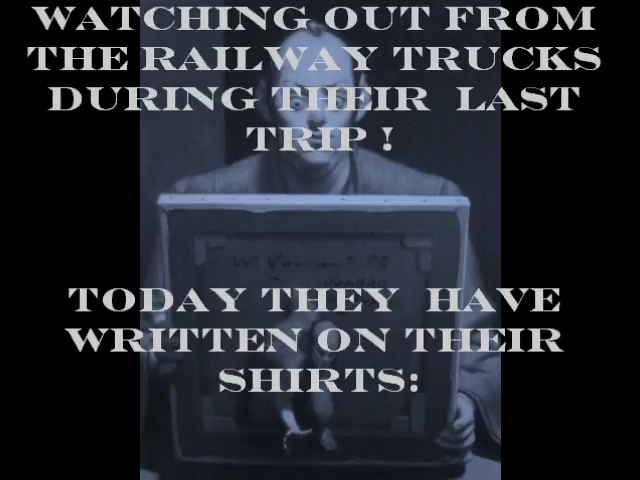 WATCHING OUT FROM
THE RAILWAY TRUCKS
DURING THEIR LAST
TRIP !
TODAY THEY HAVE
WRITTEN ON THEIR
SHIRTS: